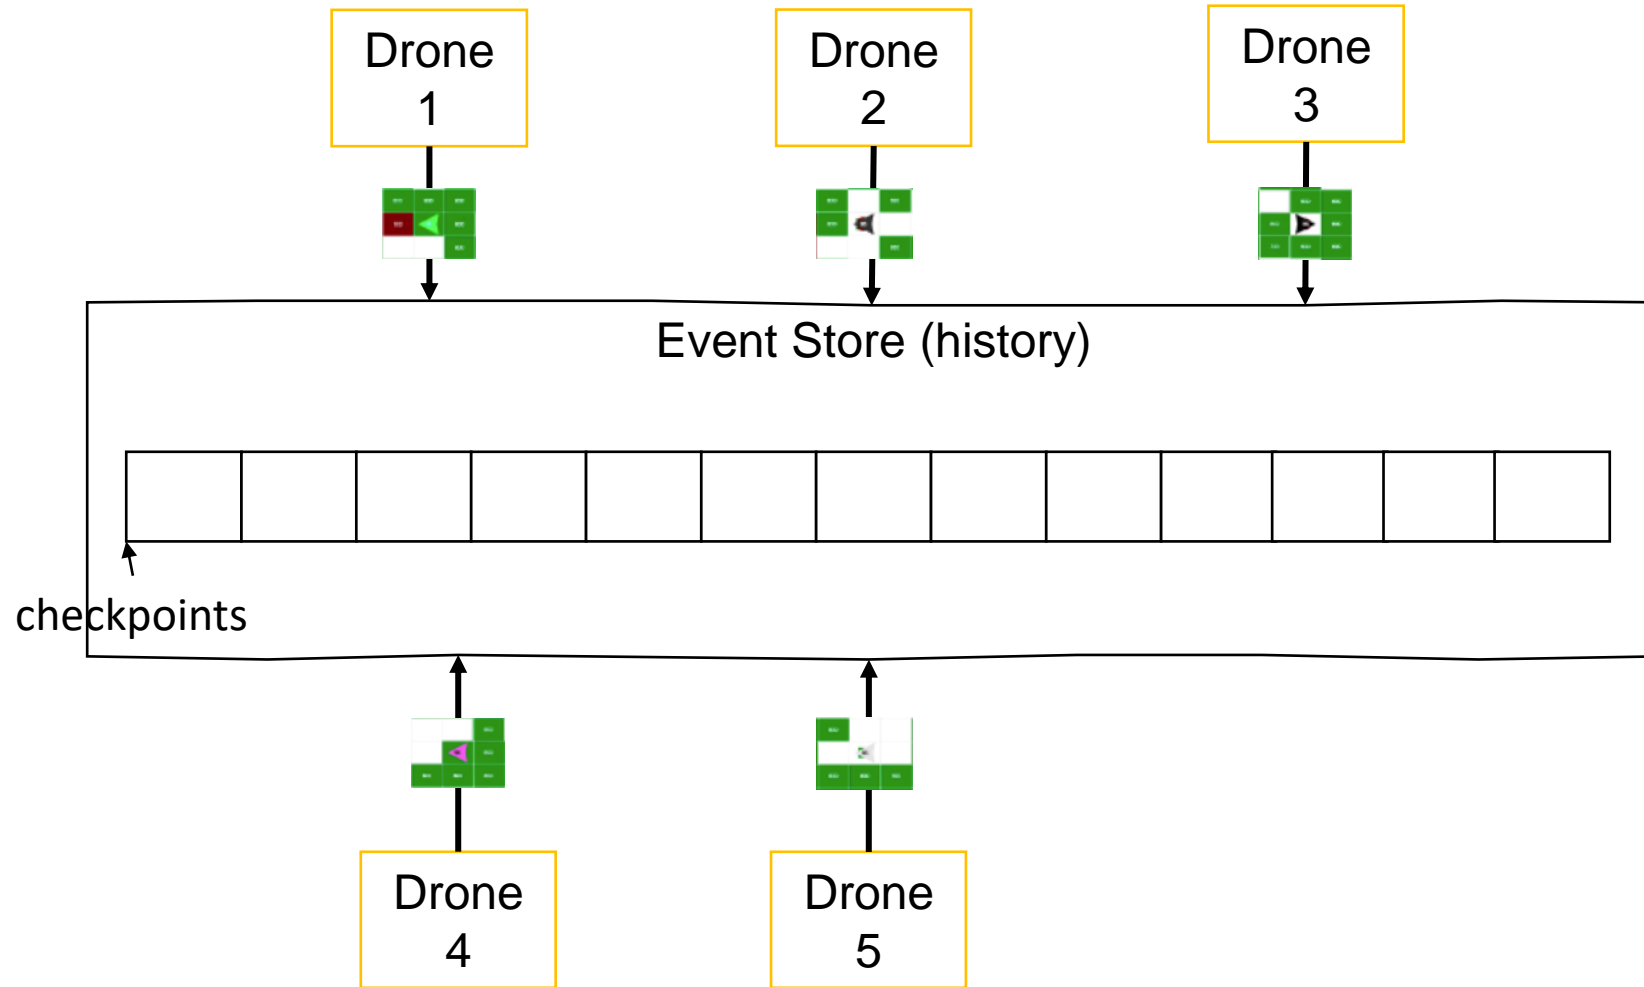 Drone
1
Drone
2
Drone
3
Event Store (history)
checkpoints
Drone
4
Drone
5